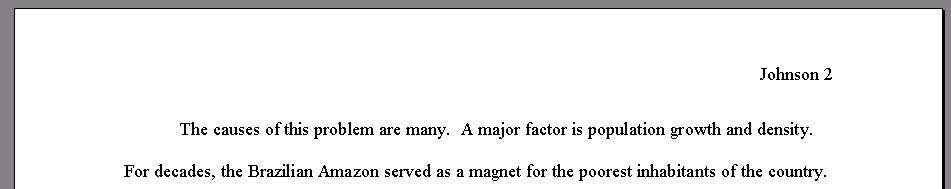 Johnson 2
The causes of this problem are many.  A major factor is population growth and density.
For decades, the Brazilian Amazon served as a magnet for the poorest inhabitants of the country.